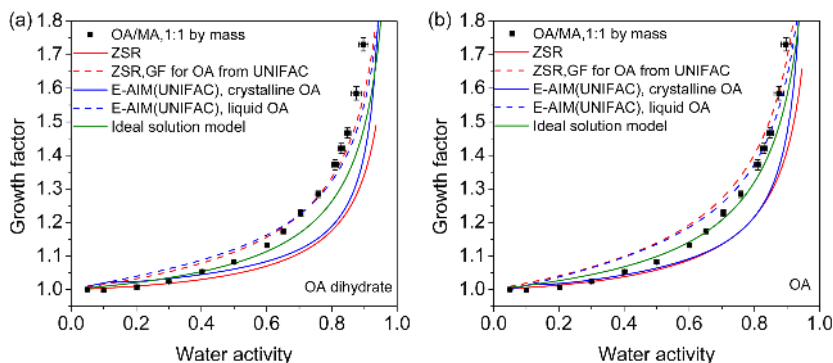 (a)
OA/MA,1:1 by mass
ZSR
ZSR,GF for OA from UNIFAC
E-AIM(UNIFAC), crystalline OA
E-AIM(UNIFAC), liquid OA
Ideal solution model
Growth factor
1.8
1.7
1.6
1.5
1.4
1.3
1.2
1.1
1.0
OA dihydrate
0.0 0.2 0.4 0.6 0.8 1.0
Water activity
(b)
OA/MA,1:1 by mass
ZSR
ZSR,GF for OA from UNIFAC
E-AIM(UNIFAC), crystalline OA
E-AIM(UNIFAC), liquid OA
Ideal solution model
Growth factor
1.8
1.7
1.6
1.5
1.4
1.3
1.2
1.1
1.0
OA
0.0 0.2 0.4 0.6 0.8 1.0
Water activity